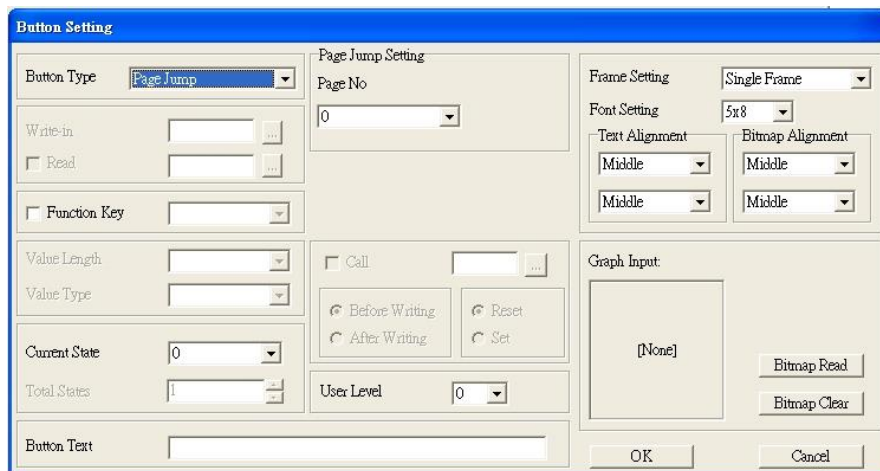 Button Setting
Button Type
Page Jump
Write-in
...
Read
...
Function Key
Value Length
Value Type
Current State
0
Total States
1
Button Text
Page Jump Setting
Page No
0
Call
...
Before Writing
After Writing
Reset
Set
User Level
0
Frame Setting
Single Frame
Font Setting
5x8
Text Alignment
Middle
Middle
Bitmap Alignment
Middle
Middle
Graph Input:
[None]
Bitmap Read
Bitmap Clear
OK
Cancel